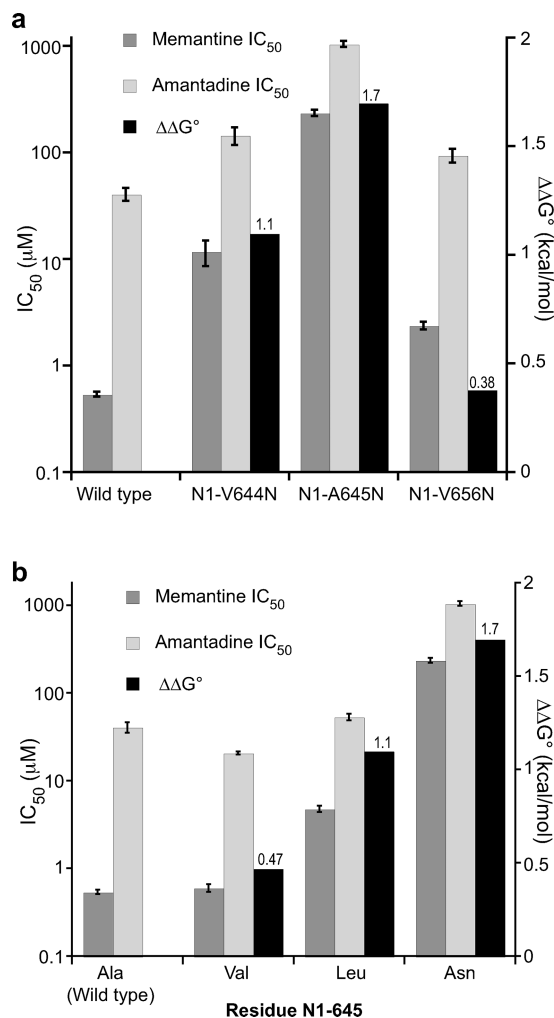 a
Memantine IC50
Amantadine IC50
ΔΔG°
1000
100
10
1
0.1
IC50 (μM)
2
1.5
1
0.5
0
ΔΔG° (kcal/mol)
1.1
1.7
0.38
Wild type
N1-V644N
N1-A645N
N1-V656N
b
Memantine IC50
Amantadine IC50
ΔΔG°
1000
100
10
1
0.1
IC50 (μM)
2
1.5
1
0.5
0
ΔΔG° (kcal/mol)
0.47
1.1
1.7
Ala
(Wild type)
Val
Leu
Asn
Residue N1-645